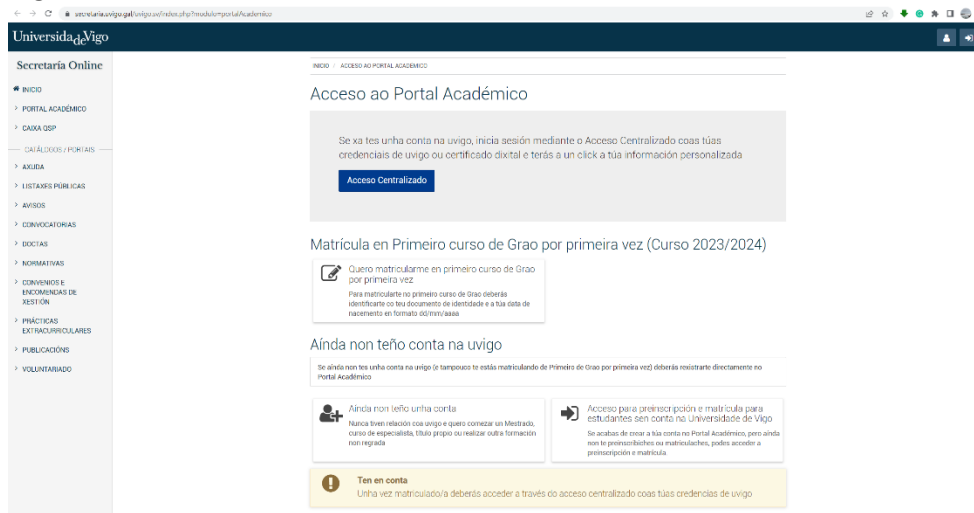 secretaria.uvigo.gal/uvigo.sv/index.php?modulo=portalAcademico
Universida de Vigo
Secretaría Online
INICIO
PORTAL ACADÉMICO
CAIXA QSP
CATÁLOGOS / PORTAIS
AXUDA
LISTAXES PÚBLICAS
AVISOS
CONVOCATORIAS
DOCTAS
NORMATIVAS
CONVENIOS E
ENCOMENDAS DE
XESTIÓN
PRÁCTICAS
EXTRACURRICULARES
PUBLICACIÓNS
VOLUNTARIADO
INICIO / ACCESO AO PORTAL ACADEMICO
Acceso ao Portal Académico
Se xa tes unha conta na uvigo, inicia sesión mediante o Acceso Centralizado coas túas
credenciais de uvigo ou certificado dixital e terás a un click a túa información personalizada
Acceso Centralizado
Matrícula en Primeiro curso de Grao por primeira vez (Curso 2023/2024)
Quero matricularme en primeiro curso de Grao
por primeira vez
Para matricularte no primeiro curso de Grao deberás
identificarte co teu documento de identidade e a túa data de
nacemento en formato dd/mm/aaaa
Aínda non teño conta na uvigo
Se aínda non tes unha conta na uvigo (e tampouco te estás matriculando de Primeiro de Grao por primeira vez) deberás rexistrarte directamente no
Portal Académico
Aínda non teño unha conta
Nunca tiven relación coa uvigo e quero comezar un Mestrado,
curso de especialista, título propio ou realizar outra formación
non regrada
Acceso para preinscripción e matrícula para
estudantes sen conta na Universidade de Vigo
Se acabas de crear a túa conta no Portal Académico, pero aínda
non te preinscribiches ou matriculaches, podes acceder a
preinscripción e matrícula
Ten en conta
Unha vez matriculado/a deberás acceder a través do acceso centralizado coas túas credencias de uvigo